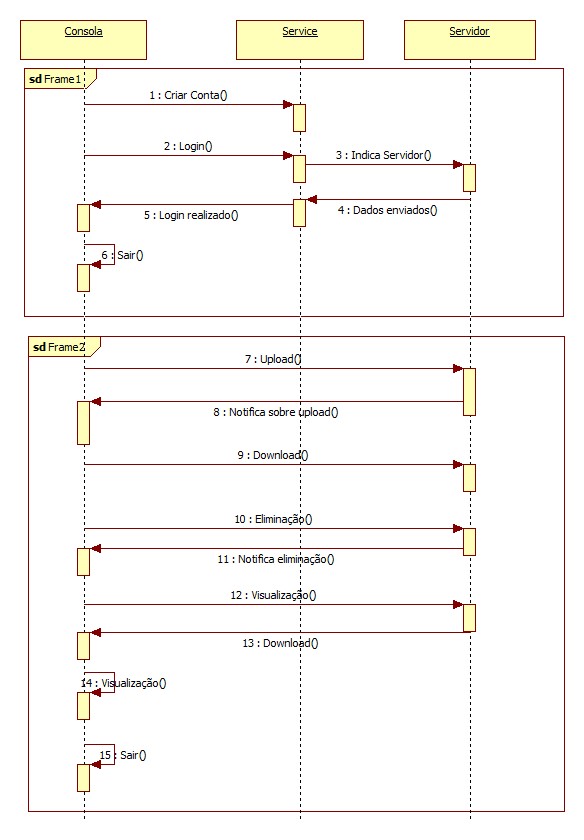 Consola
Service
Servidor
sd Frame1
1 : Criar Conta()
2 : Login()
3 : Indica Servidor()
4 : Dados enviados()
5 : Login realizado()
6 : Sair()
sd Frame2
7 : Upload()
8 : Notifica sobre upload()
9 : Download()
10 : Eliminação()
11 : Notifica eliminação()
12 : Visualização()
13 : Download()
14 : Visualização()
15 : Sair()